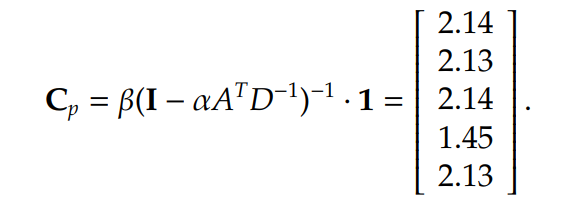 C_p = β(I − αA^T D^{−1})^{−1} · 1 = [ 2.14
2.13
2.14
1.45
2.13 ] .